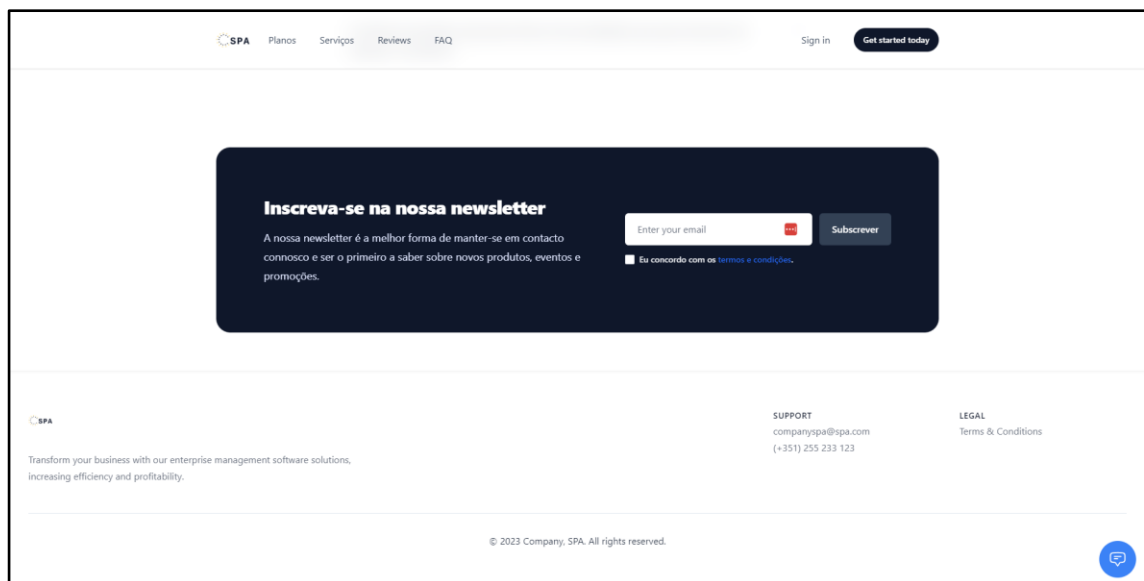 SPA Planos Serviços Reviews FAQ Sign in Get started today
Inscreva-se na nossa newsletter
A nossa newsletter é a melhor forma de manter-se em contacto
connosco e ser o primeiro a saber sobre novos produtos, eventos e
promoções.
Enter your email Subscrever
Eu concordo com os termos e condições.
SPA
Transform your business with our enterprise management software solutions,
increasing efficiency and profitability.
SUPPORT
companyspa@spa.com
(+351) 255 233 123
LEGAL
Terms & Conditions
© 2023 Company, SPA. All rights reserved.